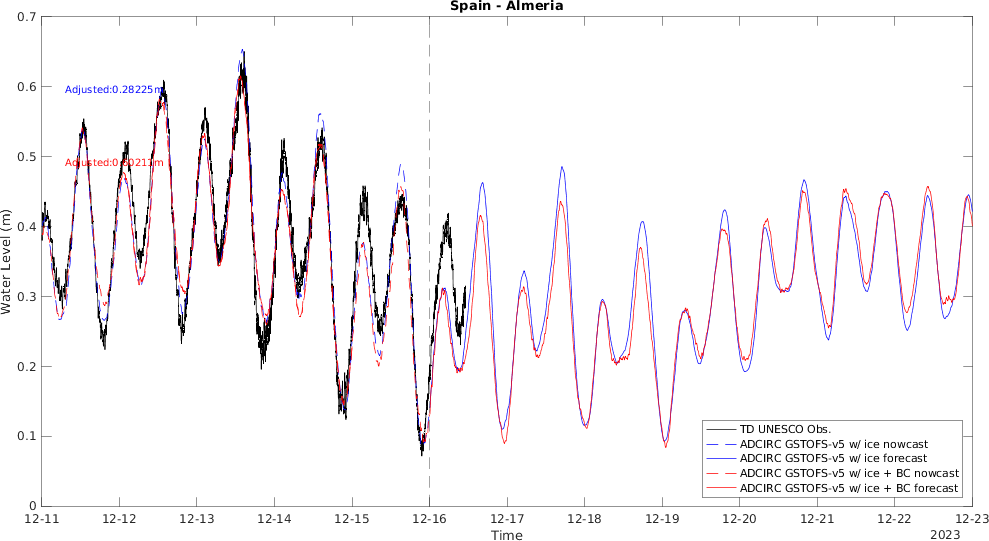 Spain - Almeria
0.7
0.6
0.5
0.4
0.3
0.2
0.1
0
Water Level (m)
Adjusted:0.28225m
Adjusted:0.30211m
TD UNESCO Obs.
ADCIRC GSTOFS-v5 w/ ice nowcast
ADCIRC GSTOFS-v5 w/ ice forecast
ADCIRC GSTOFS-v5 w/ ice + BC nowcast
ADCIRC GSTOFS-v5 w/ ice + BC forecast
12-11 12-12 12-13 12-14 12-15 12-16 12-17 12-18 12-19 12-20 12-21 12-22 12-23
Time
2023